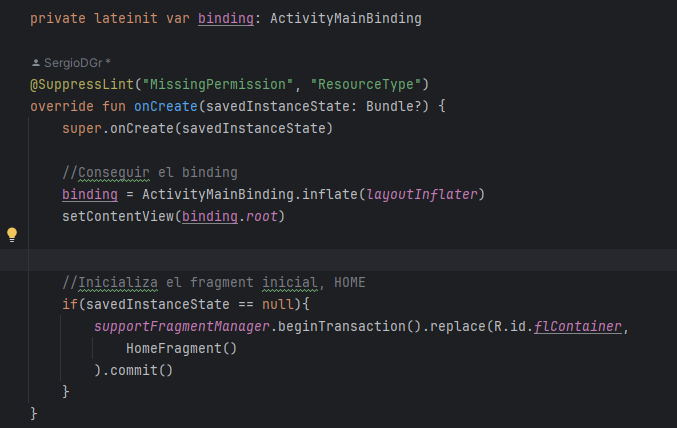 private lateinit var binding: ActivityMainBinding
SergioDGr *
@SuppressLint("MissingPermission", "ResourceType")
override fun onCreate(savedInstanceState: Bundle?) {
super.onCreate(savedInstanceState)
//Conseguir el binding
binding = ActivityMainBinding.inflate(layoutInflater)
setContentView(binding.root)
//Inicializa el fragment inicial, HOME
if(savedInstanceState == null){
supportFragmentManager.beginTransaction().replace(R.id.flContainer,
HomeFragment()
).commit()
}
}